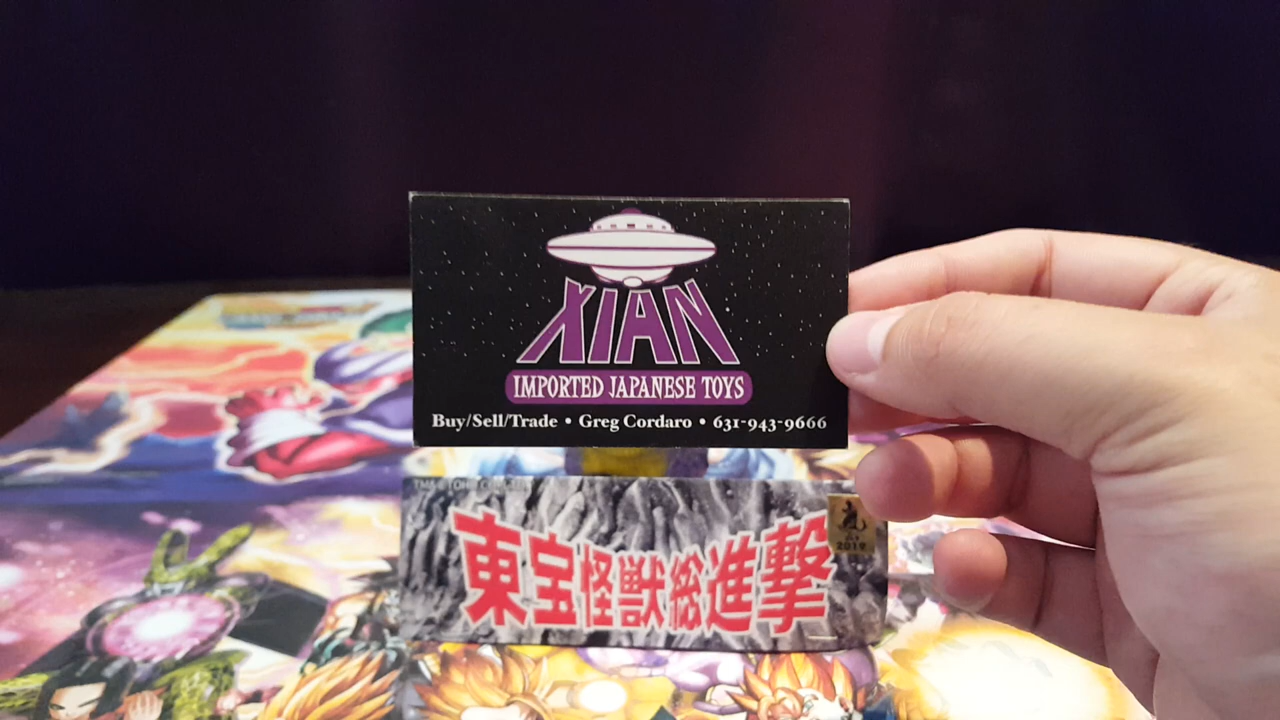 XIAN
IMPORTED JAPANESE TOYS
Buy/Sell/Trade • Greg Cordaro • 631-943-9666
東宝怪獣総進撃
2019